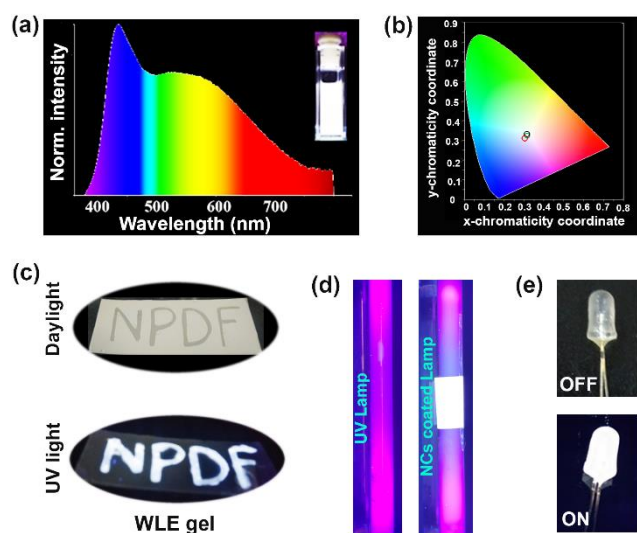 (a)
Norm. intensity
400 500 600 700
Wavelength (nm)
(b)
y-chromaticity coordinate
0.9
0.8
0.7
0.6
0.5
0.4
0.3
0.2
0.1
0
0 0.1 0.2 0.3 0.4 0.5 0.6 0.7 0.8
x-chromaticity coordinate
(c)
Daylight
NPDF
UV light
NPDF
WLE gel
(d)
UV Lamp
NCs coated Lamp
(e)
OFF
ON